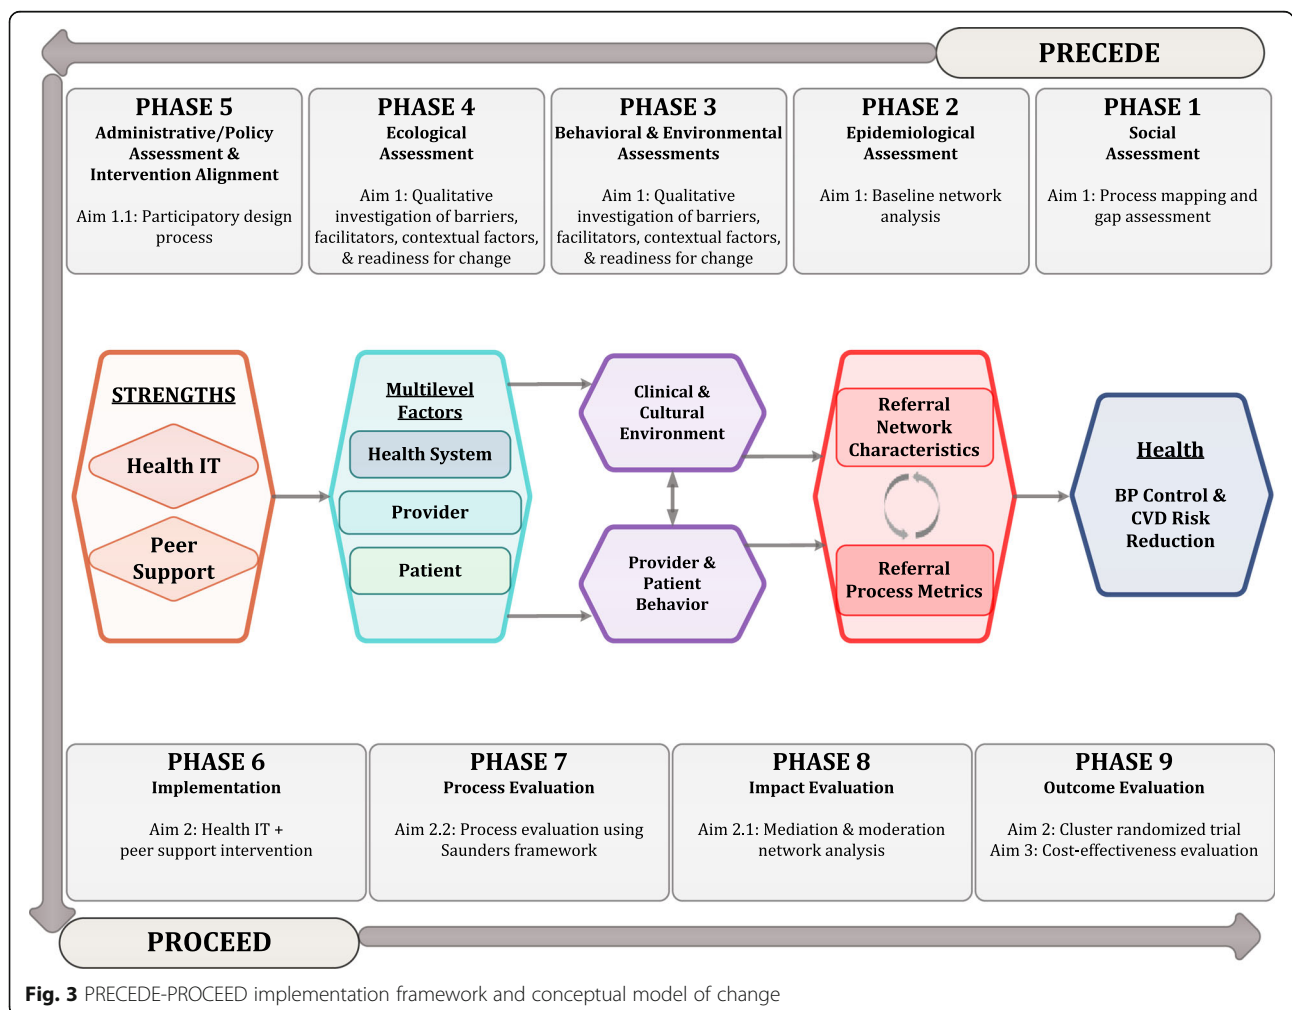 PRECEDE
PHASE 5
Administrative/Policy
Assessment &
Intervention Alignment
Aim 1.1: Participatory design
process
PHASE 4
Ecological
Assessment
Aim 1: Qualitative
investigation of barriers,
facilitators, contextual factors,
& readiness for change
PHASE 3
Behavioral & Environmental
Assessments
Aim 1: Qualitative
investigation of barriers,
facilitators, contextual factors,
& readiness for change
PHASE 2
Epidemiological
Assessment
Aim 1: Baseline network
analysis
PHASE 1
Social
Assessment
Aim 1: Process mapping and
gap assessment
STRENGTHS
Health IT
Peer
Support
Multilevel
Factors
Health System
Provider
Patient
Clinical &
Cultural
Environment
Provider &
Patient
Behavior
Referral
Network
Characteristics
Referral
Process Metrics
Health
BP Control &
CVD Risk
Reduction
PHASE 6
Implementation
Aim 2: Health IT +
peer support intervention
PHASE 7
Process Evaluation
Aim 2.2: Process evaluation using
Saunders framework
PHASE 8
Impact Evaluation
Aim 2.1: Mediation & moderation
network analysis
PHASE 9
Outcome Evaluation
Aim 2: Cluster randomized trial
Aim 3: Cost-effectiveness evaluation
PROCEED
Fig. 3 PRECEDE-PROCEED implementation framework and conceptual model of change